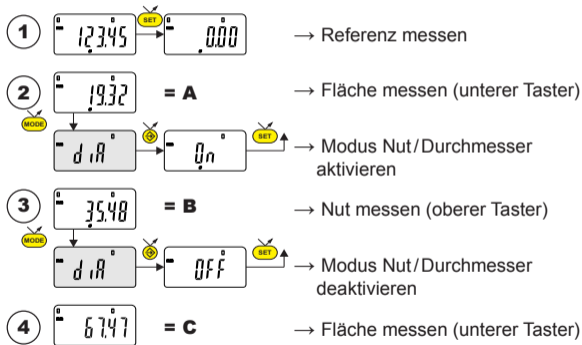 1 123.45 SET 0.00 → Referenz messen
2 19.32 = A → Fläche messen (unterer Taster)
MODE diA On SET → Modus Nut/Durchmesser
aktivieren
3 35.48 = B → Nut messen (oberer Taster)
MODE diA OFF SET → Modus Nut/Durchmesser
deaktivieren
4 67.47 = C → Fläche messen (unterer Taster)